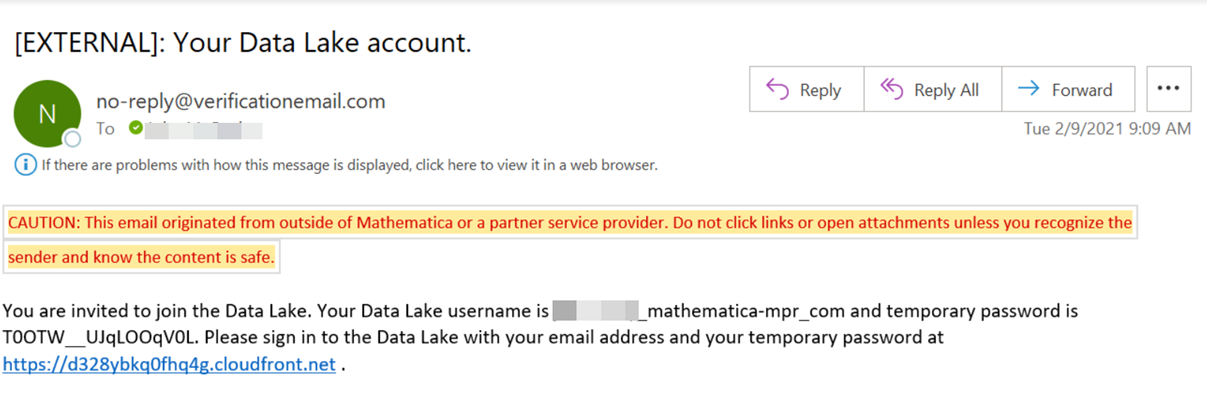 [EXTERNAL]: Your Data Lake account.
N
no-reply@verificationemail.com
To
Reply
Reply All
Forward
Tue 2/9/2021 9:09 AM
If there are problems with how this message is displayed, click here to view it in a web browser.
CAUTION: This email originated from outside of Mathematica or a partner service provider. Do not click links or open attachments unless you recognize the
sender and know the content is safe.
You are invited to join the Data Lake. Your Data Lake username is _mathematica-mpr_com and temporary password is
T0OTW__UJqLOOqV0L. Please sign in to the Data Lake with your email address and your temporary password at
https://d328ybkq0fhq4g.cloudfront.net .